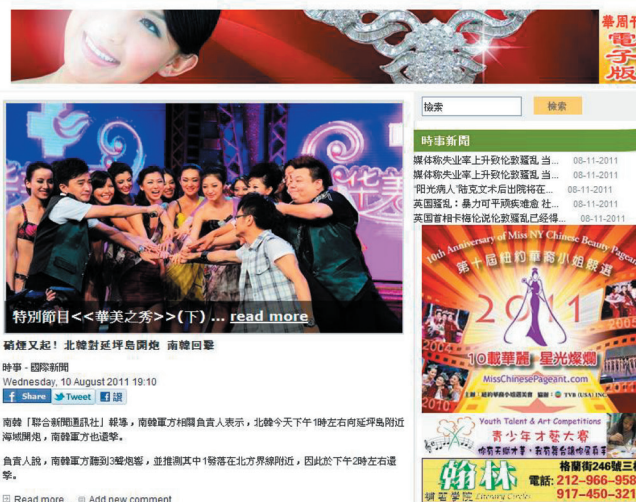 華周刊
電子版
檢索
檢索
特別節目<<華美之秀>>(下) ... read more
硝煙又起! 北韓對延坪島開炮 南韓回擊
時事 - 國際新聞
Wednesday, 10 August 2011 19:10
Share Tweet 說
南韓「聯合新聞通訊社」報導，南韓軍方相關負責人表示，北韓今天下午1時左右向延坪島附近
海域開炮，南韓軍方也還擊。
負責人說，南韓軍方聽到3聲炮響，並推測其中1發落在北方界線附近，因此於下午2時左右還
擊。
Read more Add new comment
時事新聞
媒体称失业率上升致伦敦骚乱 当... 08-11-2011
媒体称失业率上升致伦敦骚乱 当... 08-11-2011
"阳光病人"陆克文术后出院将在... 08-11-2011
英国骚乱：暴力可平顽疾难愈 社... 08-11-2011
英国首相卡梅伦说伦敦骚乱已经得... 08-11-2011
10th Anniversary of Miss NY Chinese Beauty Pageant
第十屆紐約華裔小姐競選
2011
10載華麗 星光燦爛
MissChinesePageant.com
TVB (USA) INC
Youth Talent & Art Competitions
青少年才藝大賽
翰林
格蘭街246號三樓
電話: 212-966-958
917-450-321